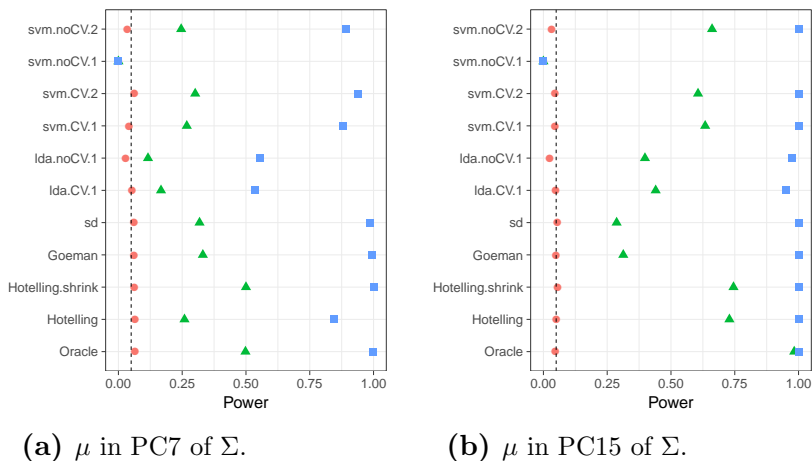 svm.noCV.2
svm.noCV.1
svm.CV.2
svm.CV.1
lda.noCV.1
lda.CV.1
sd
Goeman
Hotelling.shrink
Hotelling
Oracle
0.00 0.25 0.50 0.75 1.00
Power
(a) μ in PC7 of Σ.
svm.noCV.2
svm.noCV.1
svm.CV.2
svm.CV.1
lda.noCV.1
lda.CV.1
sd
Goeman
Hotelling.shrink
Hotelling
Oracle
0.00 0.25 0.50 0.75 1.00
Power
(b) μ in PC15 of Σ.